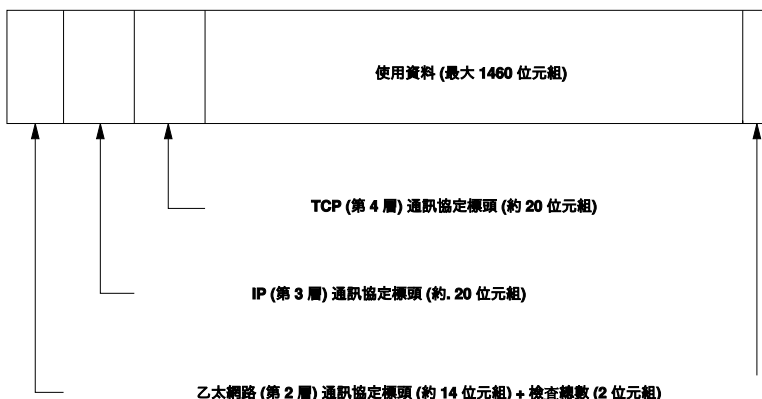 使用資料 (最大 1460 位元組)
TCP (第 4 層) 通訊協定標頭 (約 20 位元組)
IP (第 3 層) 通訊協定標頭 (約. 20 位元組)
乙太網路 (第 2 層) 通訊協定標頭 (約 14 位元組) + 檢查總數 (2 位元組)